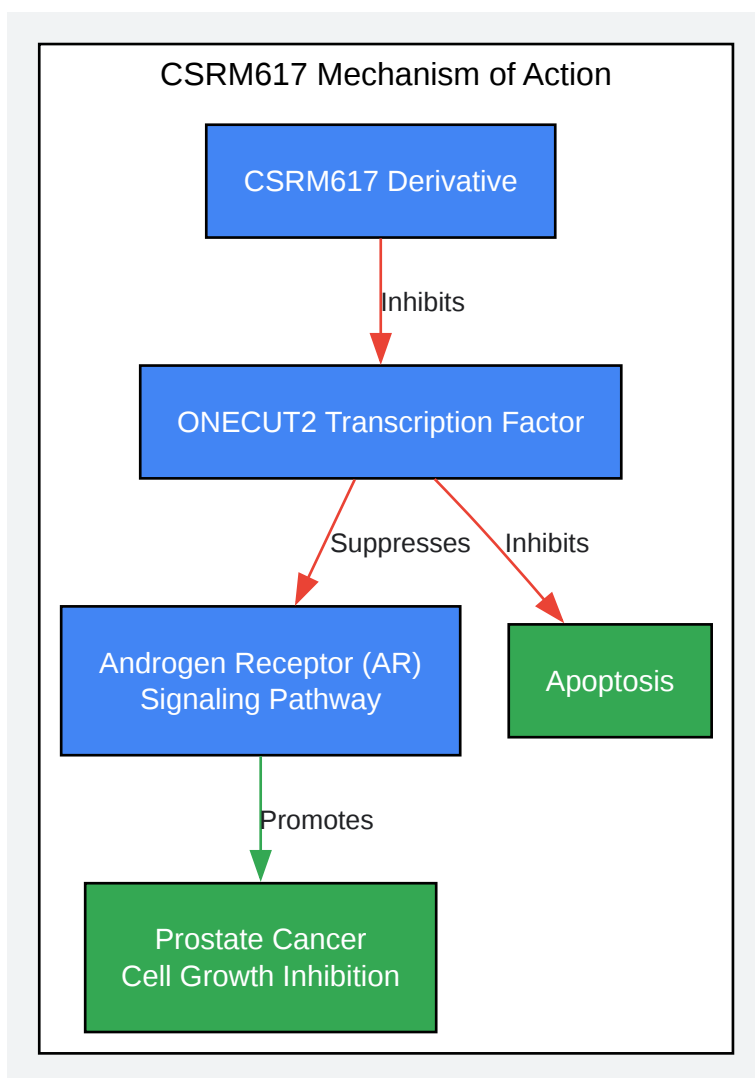 CSRM617 Mechanism of Action
CSRM617 Derivative
Inhibits
ONECUT2 Transcription Factor
Suppresses
Inhibits
Androgen Receptor (AR)
Signaling Pathway
Apoptosis
Promotes
Prostate Cancer
Cell Growth Inhibition